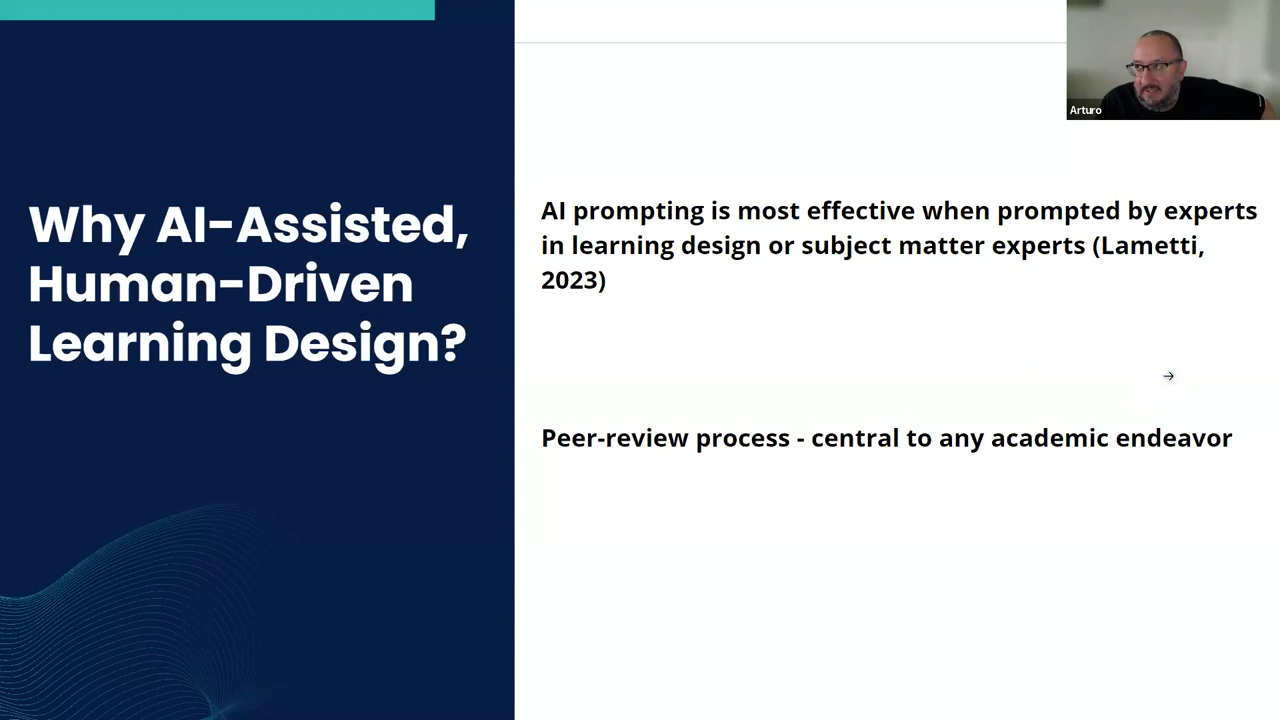 Why AI-Assisted,
Human-Driven
Learning Design?
AI prompting is most effective when prompted by experts
in learning design or subject matter experts (Lametti,
2023)
Peer-review process - central to any academic endeavor
Arturo